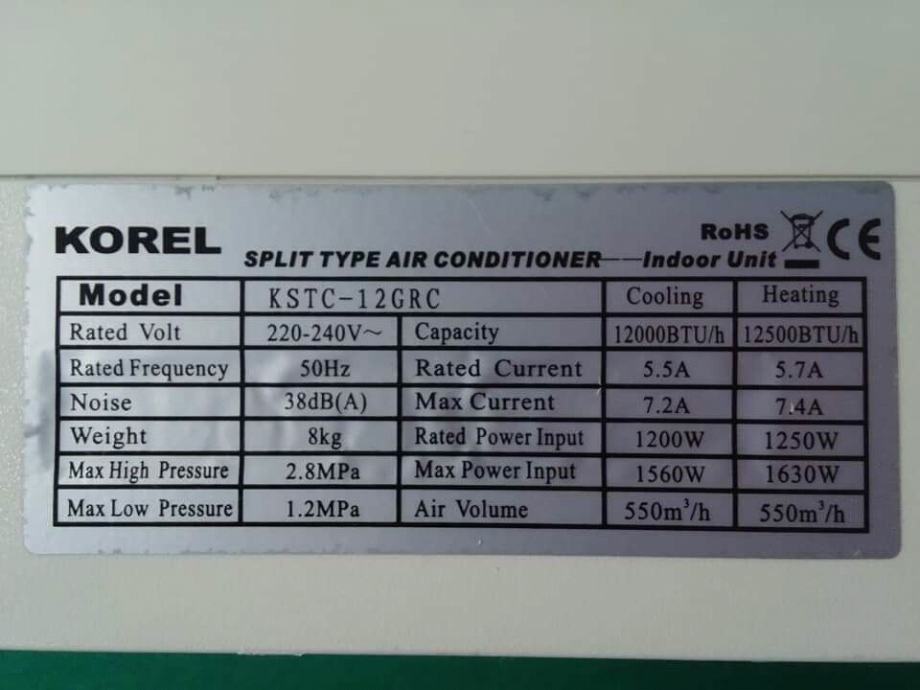 KOREL
RoHS CE
SPLIT TYPE AIR CONDITIONER——Indoor Unit
Model KSTC-12GRC Cooling Heating
Rated Volt 220-240V~ Capacity 12000BTU/h 12500BTU/h
Rated Frequency 50Hz Rated Current 5.5A 5.7A
Noise 38dB(A) Max Current 7.2A 7.4A
Weight 8kg Rated Power Input 1200W 1250W
Max High Pressure 2.8MPa Max Power Input 1560W 1630W
Max Low Pressure 1.2MPa Air Volume 550m³/h 550m³/h